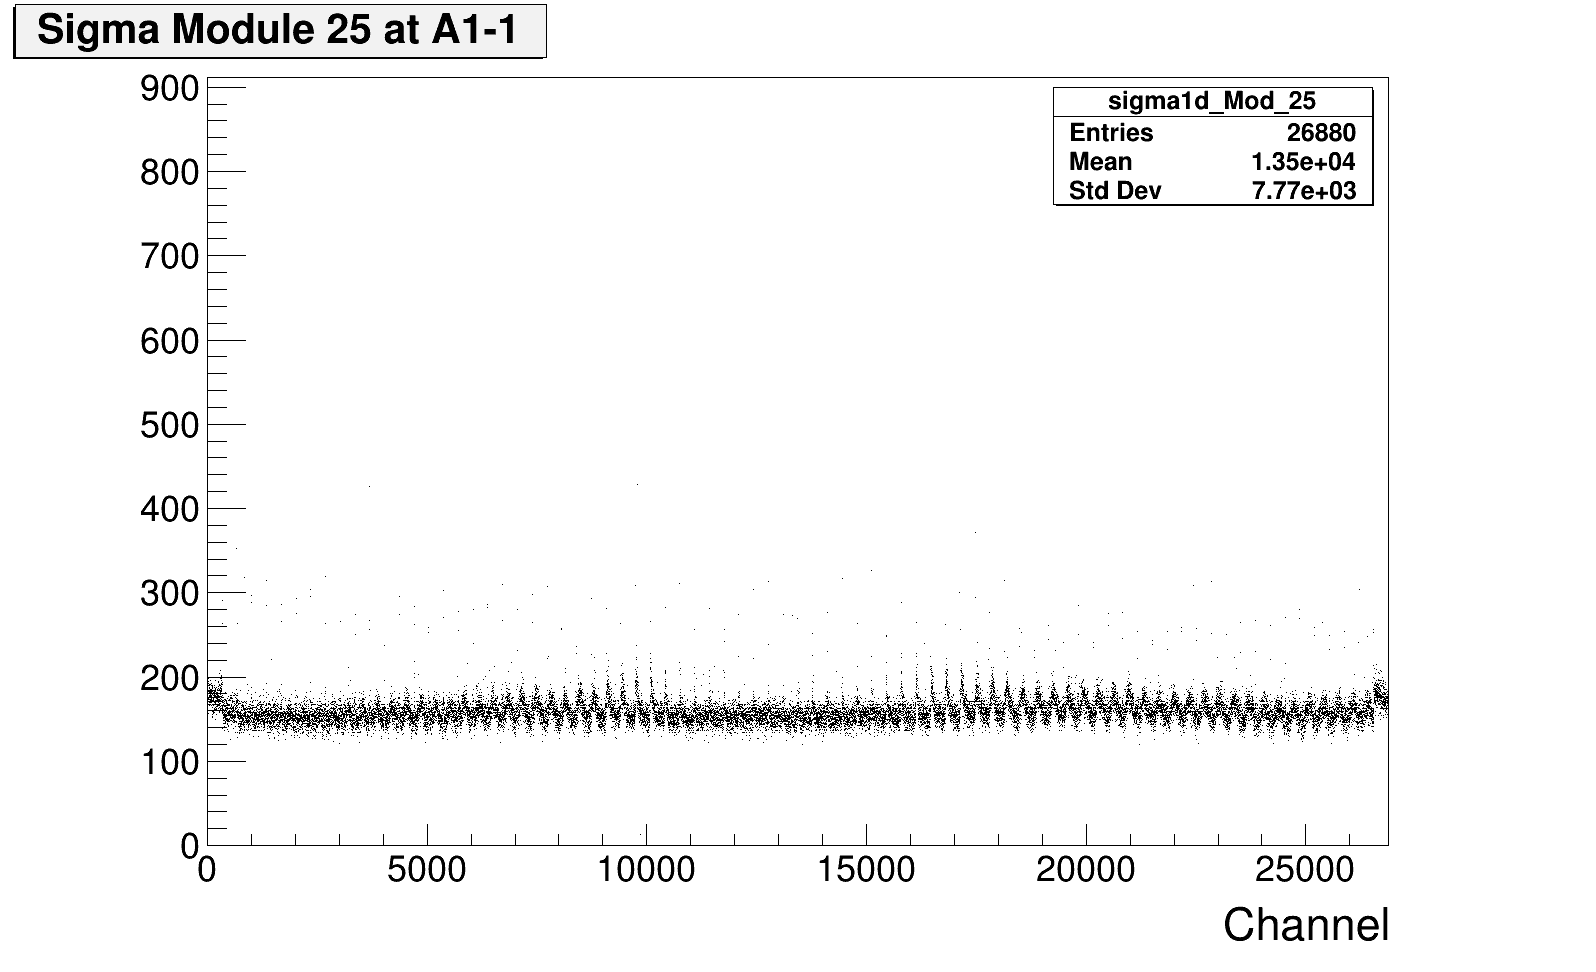 Sigma Module 25 at A1-1
sigma1d_Mod_25
Entries 26880
Mean 1.35e+04
Std Dev 7.77e+03
900
800
700
600
500
400
300
200
100
0
0 5000 10000 15000 20000 25000
Channel